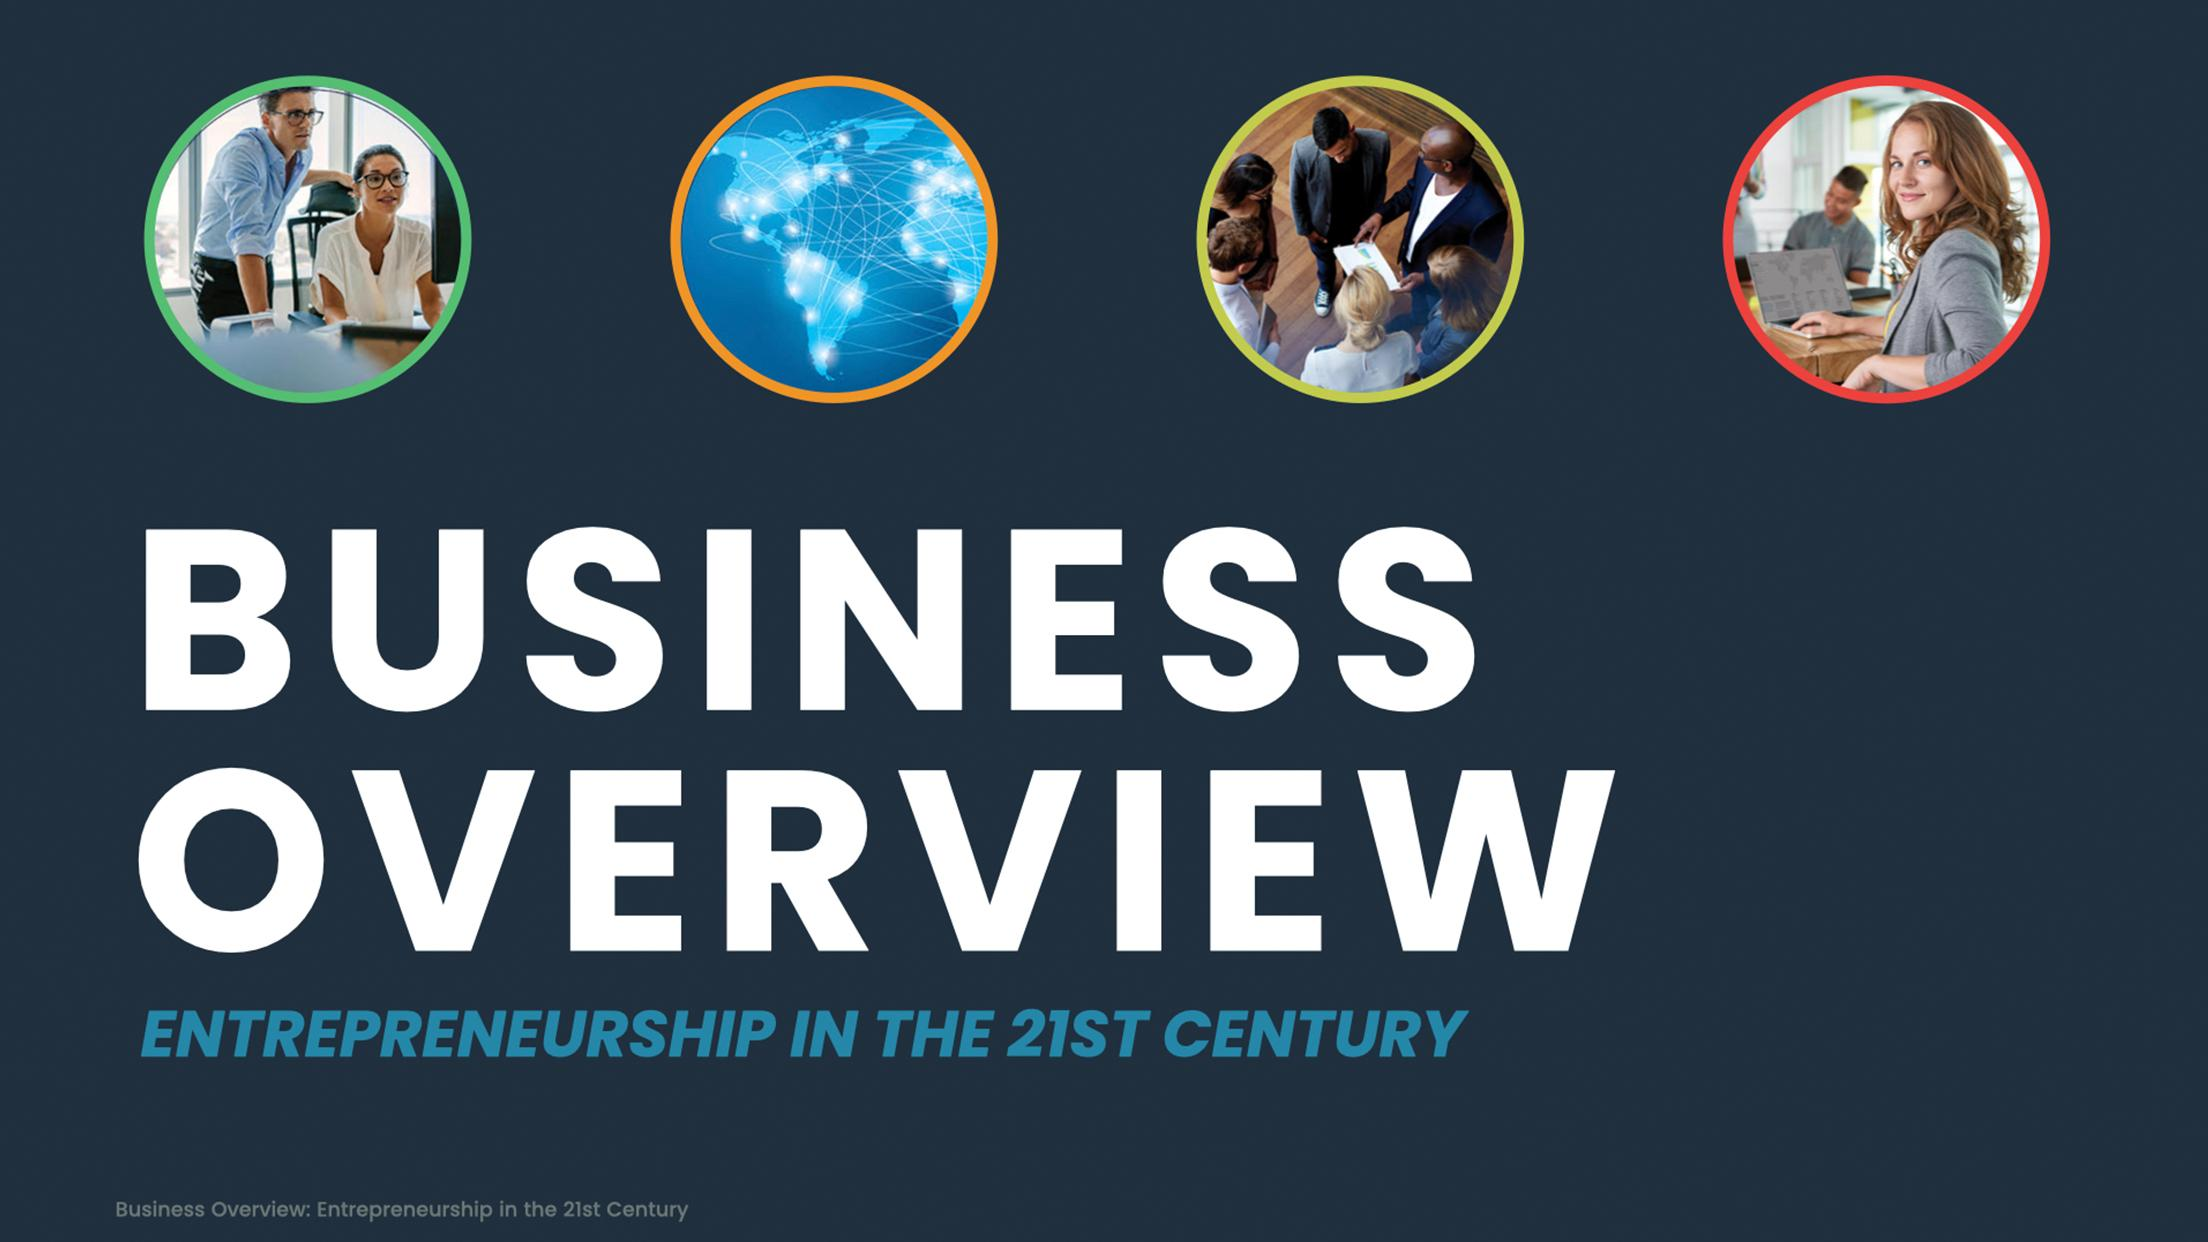 BUSINESS
OVERVIEW
ENTREPRENEURSHIP IN THE 21ST CENTURY
Business Overview: Entrepreneurship in the 21st Century